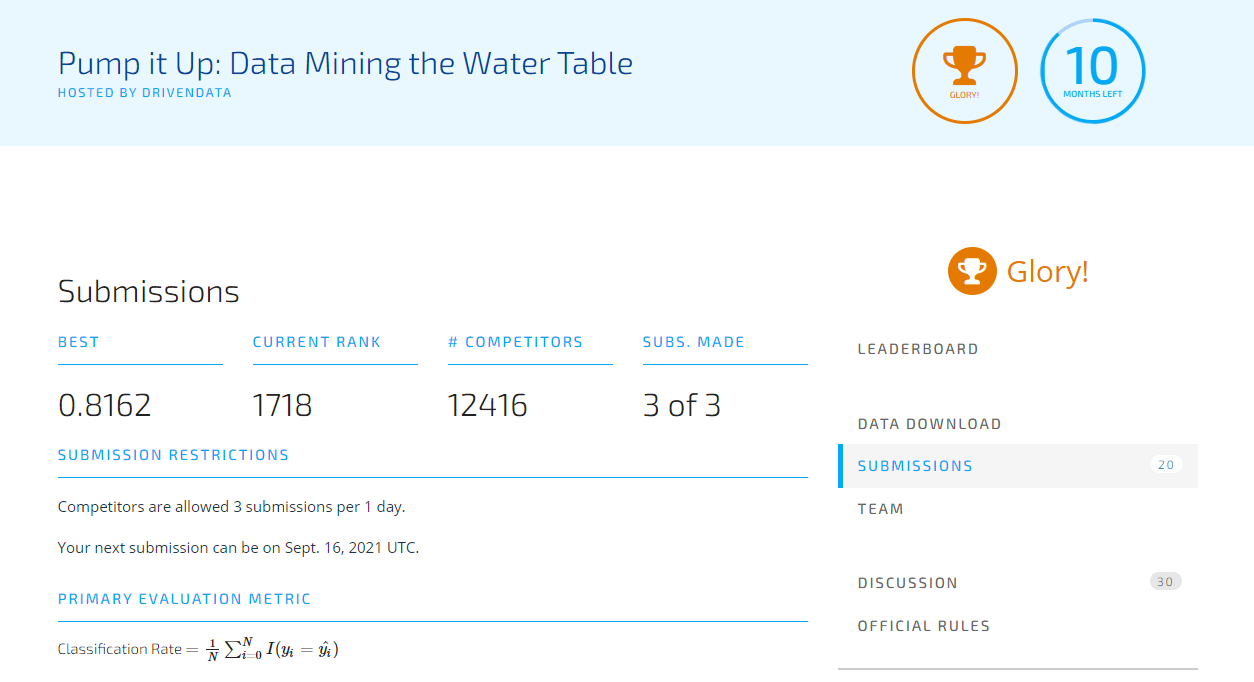 Pump it Up: Data Mining the Water Table
HOSTED BY DRIVENDATA
GLORY!
10
MONTHS LEFT
Submissions
BEST
CURRENT RANK
# COMPETITORS
SUBS. MADE
0.8162
1718
12416
3 of 3
SUBMISSION RESTRICTIONS
Competitors are allowed 3 submissions per 1 day.
Your next submission can be on Sept. 16, 2021 UTC.
PRIMARY EVALUATION METRIC
Classification Rate = $\frac{1}{N} \sum_{i=0}^{N} I(y_i = \hat{y_i})$
Glory!
LEADERBOARD
DATA DOWNLOAD
SUBMISSIONS 20
TEAM
DISCUSSION 30
OFFICIAL RULES